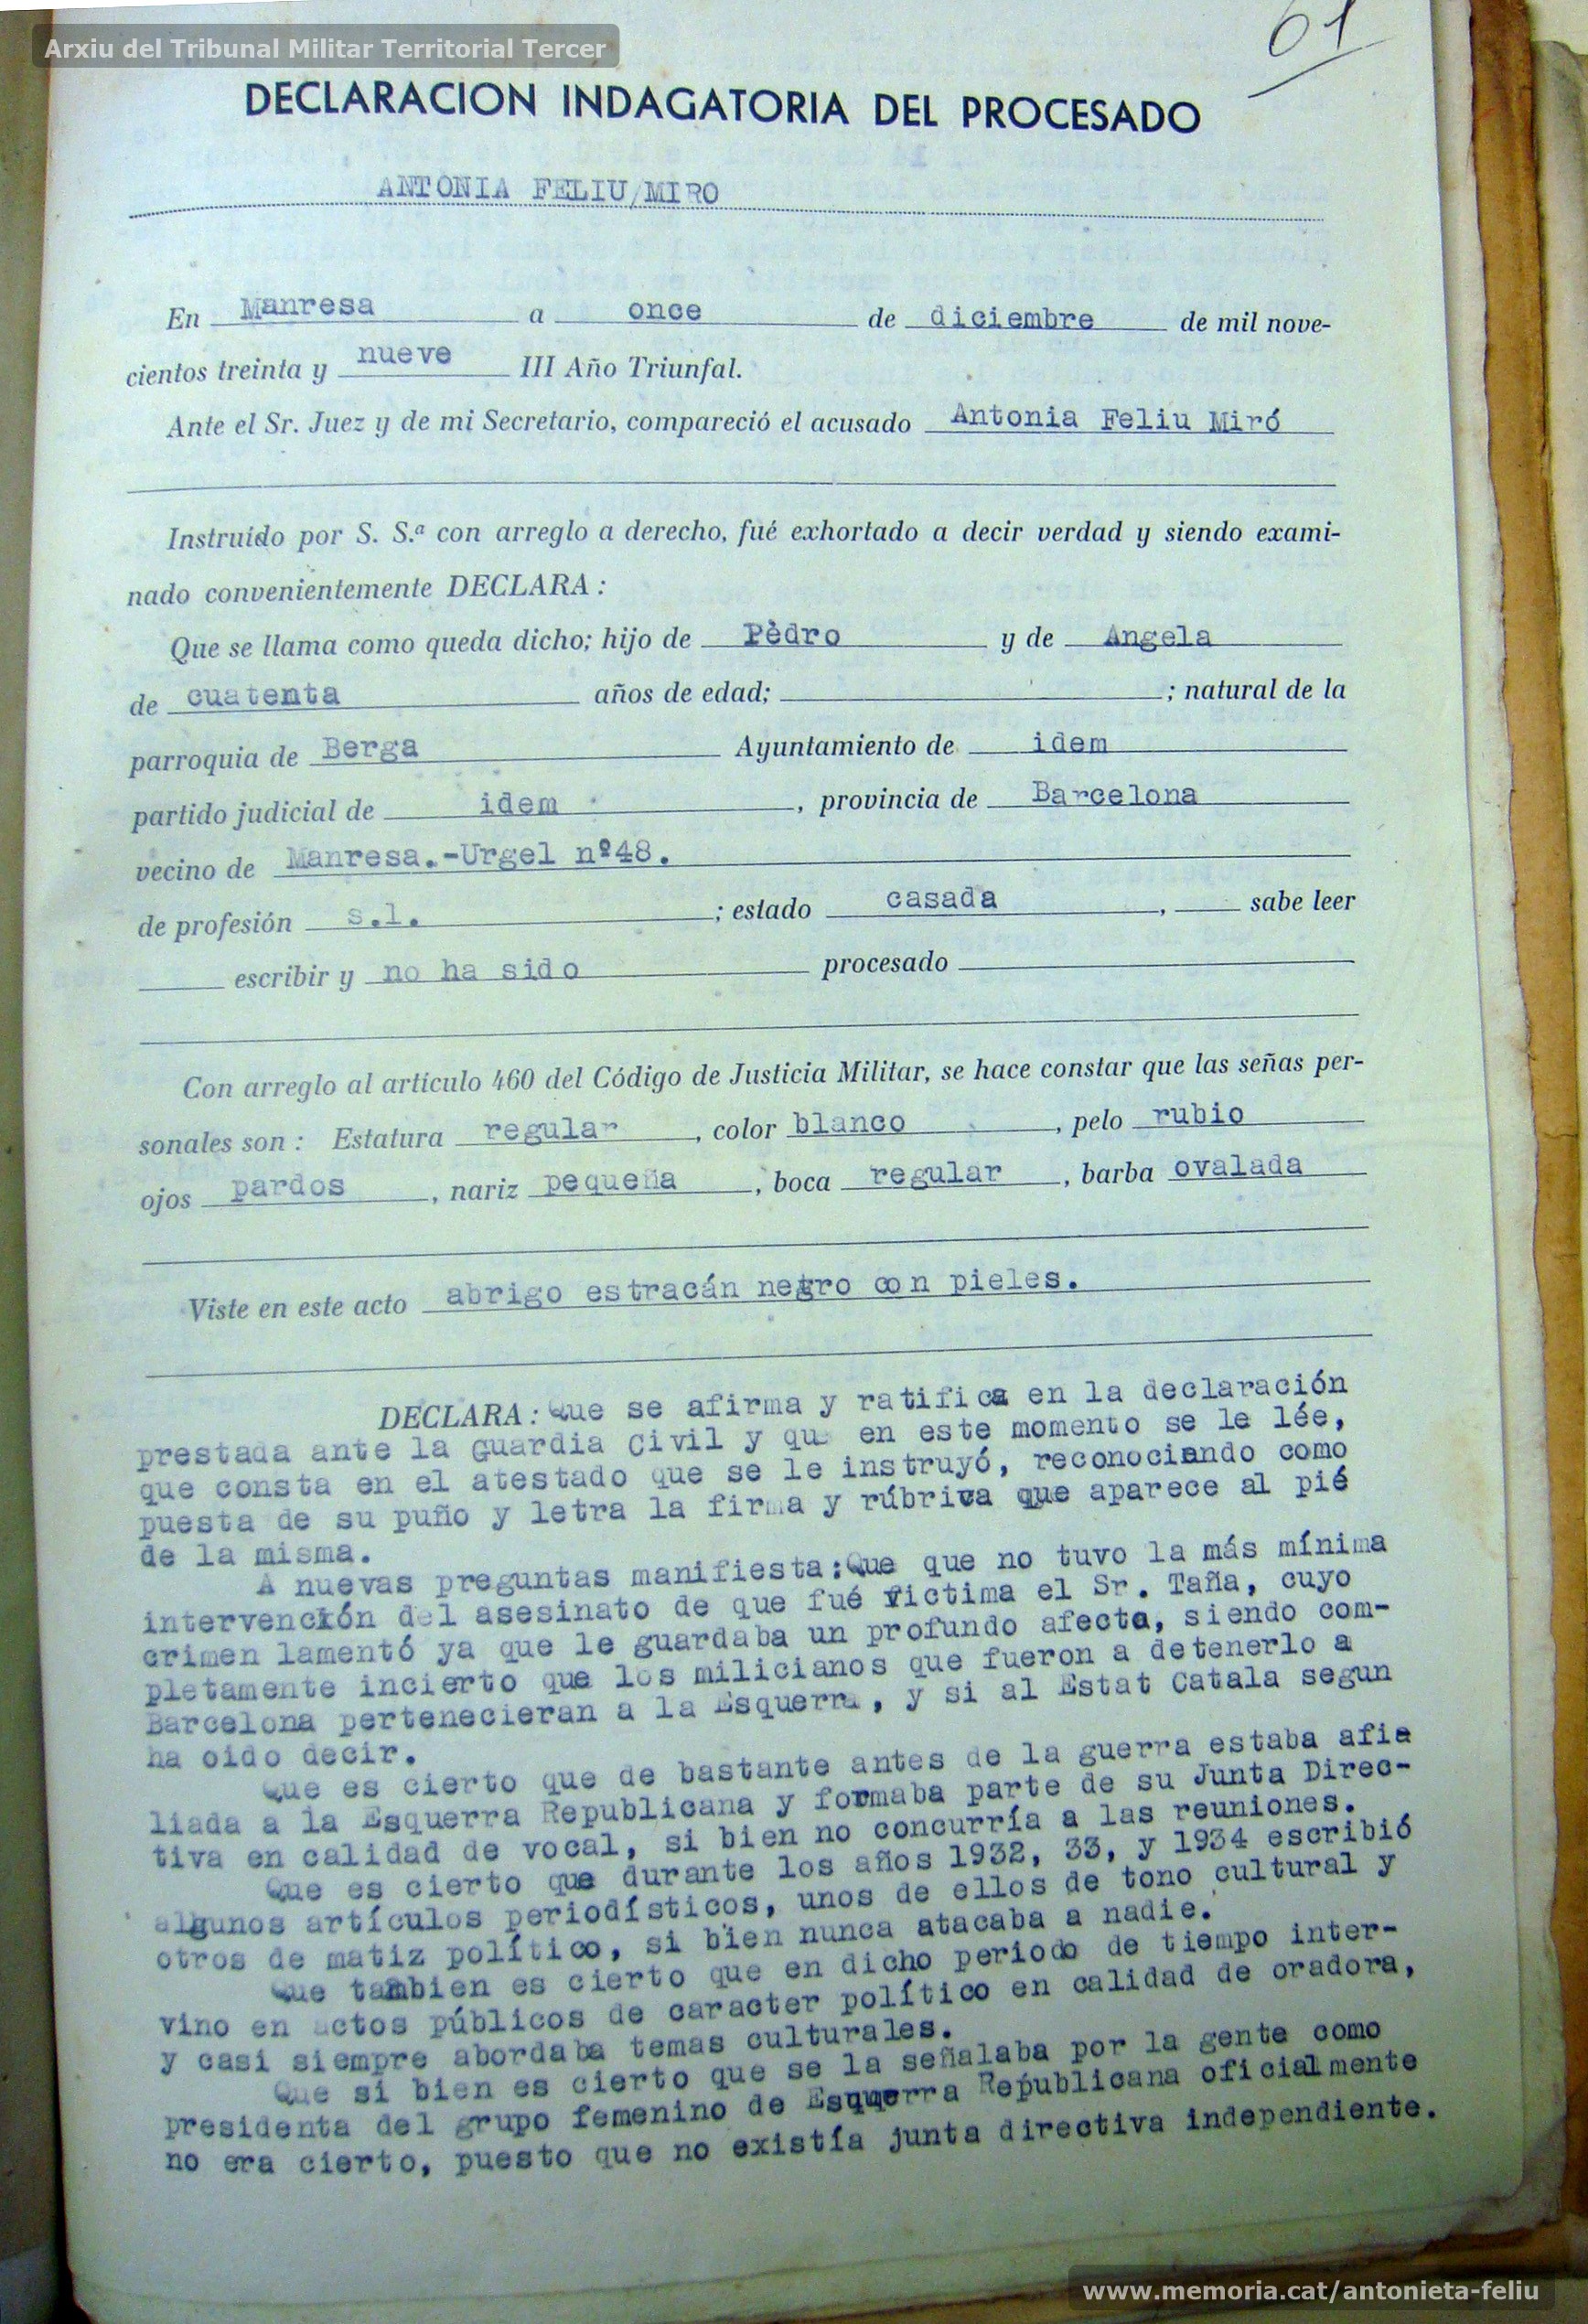 Arxiu del Tribunal Militar Territorial Tercer
61
DECLARACION INDAGATORIA DEL PROCESADO
ANTONIA FELIU/MIRO
En Manresa a once de diciembre de mil nove-
cientos treinta y nueve III Año Triunfal.
Ante el Sr. Juez y de mi Secretario, compareció el acusado Antonia Feliu Miró
Instruído por S. S.ª con arreglo a derecho, fué exhortado a decir verdad y siendo exami-
nado convenientemente DECLARA :
Que se llama como queda dicho; hijo de Pèdro y de Angela
de cuatenta años de edad; ; natural de la
parroquia de Berga Ayuntamiento de idem
partido judicial de idem , provincia de Barcelona
vecino de Manresa.-Urgel nº48.
de profesión s.l. ; estado casada , sabe leer
escribir y no ha sido procesado
Con arreglo al artículo 460 del Código de Justicia Militar, se hace constar que las señas per-
sonales son : Estatura regular , color blanco , pelo rubio
ojos pardos , nariz pequeña , boca regular , barba ovalada
Viste en este acto abrigo estracán negro con pieles.
DECLARA : Que se afirma y ratifica en la declaración
prestada ante la Guardia Civil y que en este momento se le lée,
que consta en el atestado que se le instruyó, reconociendo como
puesta de su puño y letra la firma y rúbrica que aparece al pié
de la misma.
A nuevas preguntas manifiesta:Que que no tuvo la más mínima
intervención del asesinato de que fué victima el Sr. Taña, cuyo
crimen lamentó ya que le guardaba un profundo afecto, siendo com-
pletamente incierto que los milicianos que fueron a detenerlo a
Barcelona pertenecieran a la Esquerra, y si al Estat Catala segun
ha oido decir.
Que es cierto que de bastante antes de la guerra estaba afia
liada a la Esquerra Republicana y formaba parte de su Junta Direc-
tiva en calidad de vocal, si bien no concurría a las reuniones.
Que es cierto que durante los años 1932, 33, y 1934 escribió
algunos artículos periodísticos, unos de ellos de tono cultural y
otros de matiz político, si bien nunca atacaba a nadie.
Que tambien es cierto que en dicho periodo de tiempo inter-
vino en actos públicos de caracter político en calidad de oradora,
y casi siempre abordaba temas culturales.
Que si bien es cierto que se la señalaba por la gente como
presidenta del grupo femenino de Esquerra Republicana oficialmente
no era cierto, puesto que no existía junta directiva independiente.
www.memoria.cat/antonieta-feliu